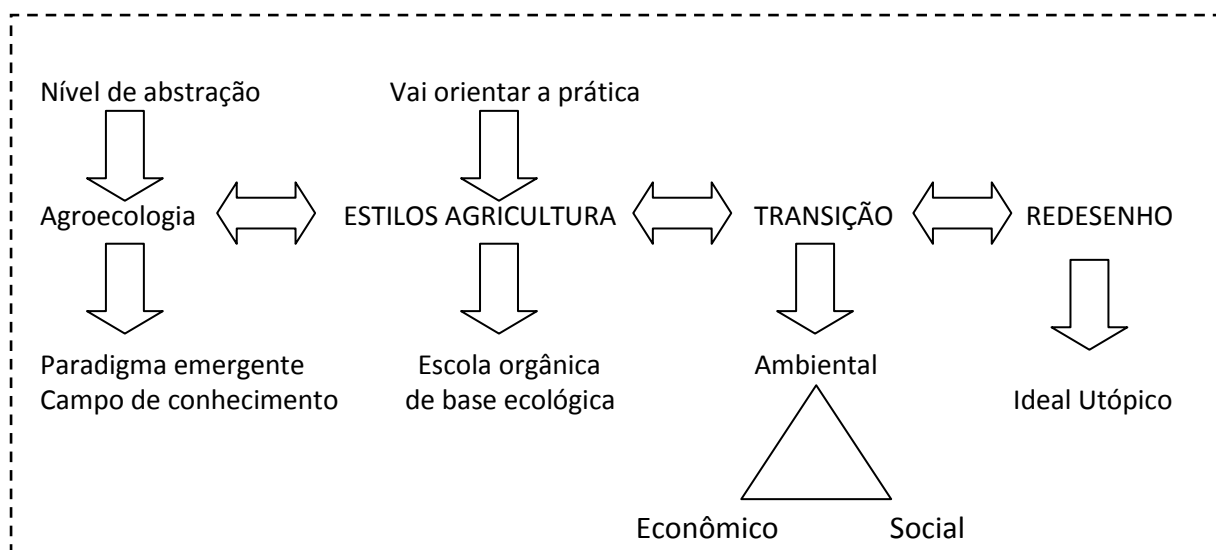 Nível de abstração
Vai orientar a prática
Agroecologia
ESTILOS AGRICULTURA
TRANSIÇÃO
REDESENHO
Paradigma emergente
Campo de conhecimento
Escola orgânica
de base ecológica
Ambiental
Ideal Utópico
Econômico
Social